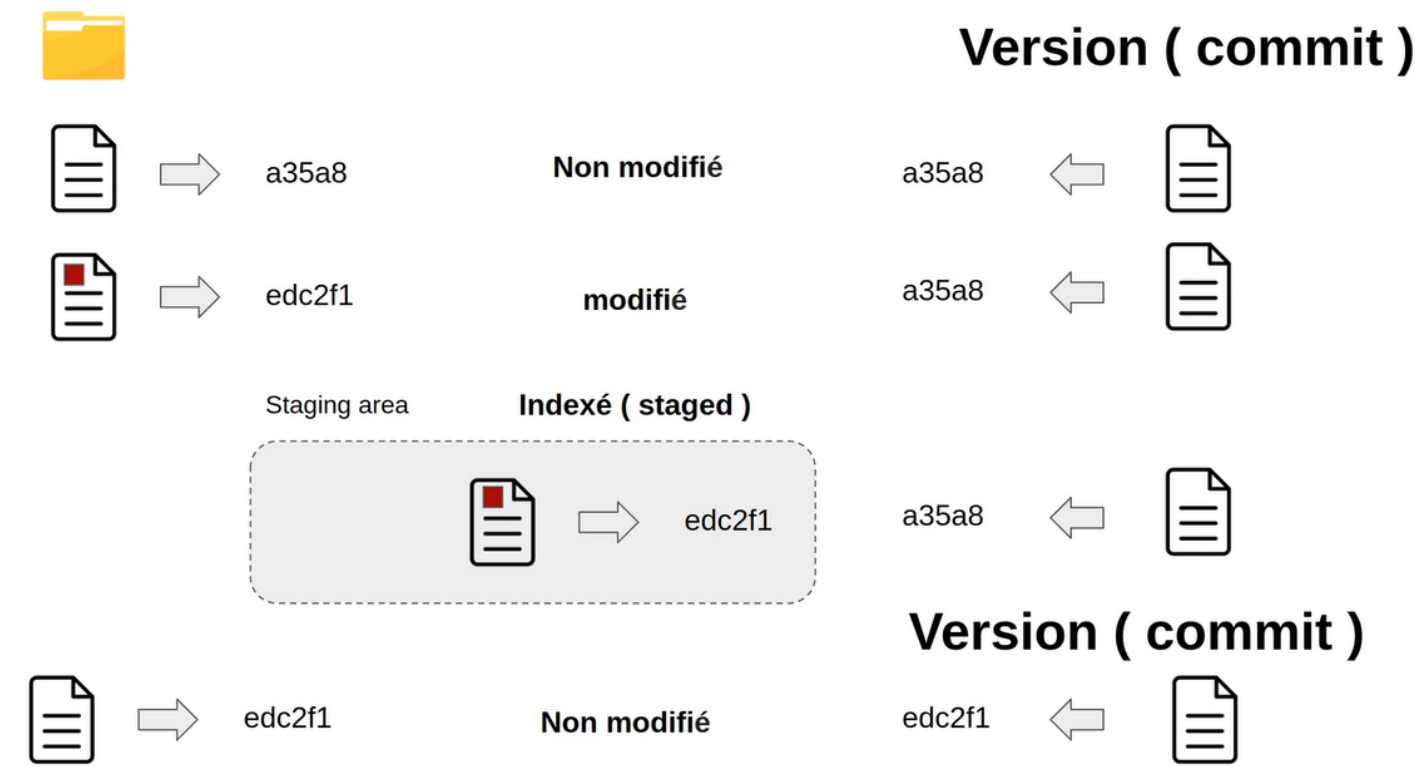 Version ( commit )
a35a8 Non modifié a35a8
edc2f1 modifié a35a8
Staging area Indexé ( staged )
edc2f1 a35a8
Version ( commit )
edc2f1 Non modifié edc2f1